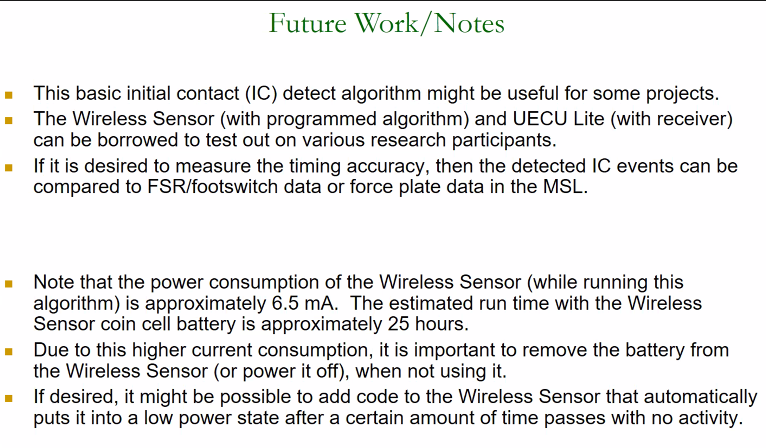 Future Work/Notes
This basic initial contact (IC) detect algorithm might be useful for some projects.
The Wireless Sensor (with programmed algorithm) and UECU Lite (with receiver)
can be borrowed to test out on various research participants.
If it is desired to measure the timing accuracy, then the detected IC events can be
compared to FSR/footswitch data or force plate data in the MSL.
Note that the power consumption of the Wireless Sensor (while running this
algorithm) is approximately 6.5 mA.  The estimated run time with the Wireless
Sensor coin cell battery is approximately 25 hours.
Due to this higher current consumption, it is important to remove the battery from
the Wireless Sensor (or power it off), when not using it.
If desired, it might be possible to add code to the Wireless Sensor that automatically
puts it into a low power state after a certain amount of time passes with no activity.